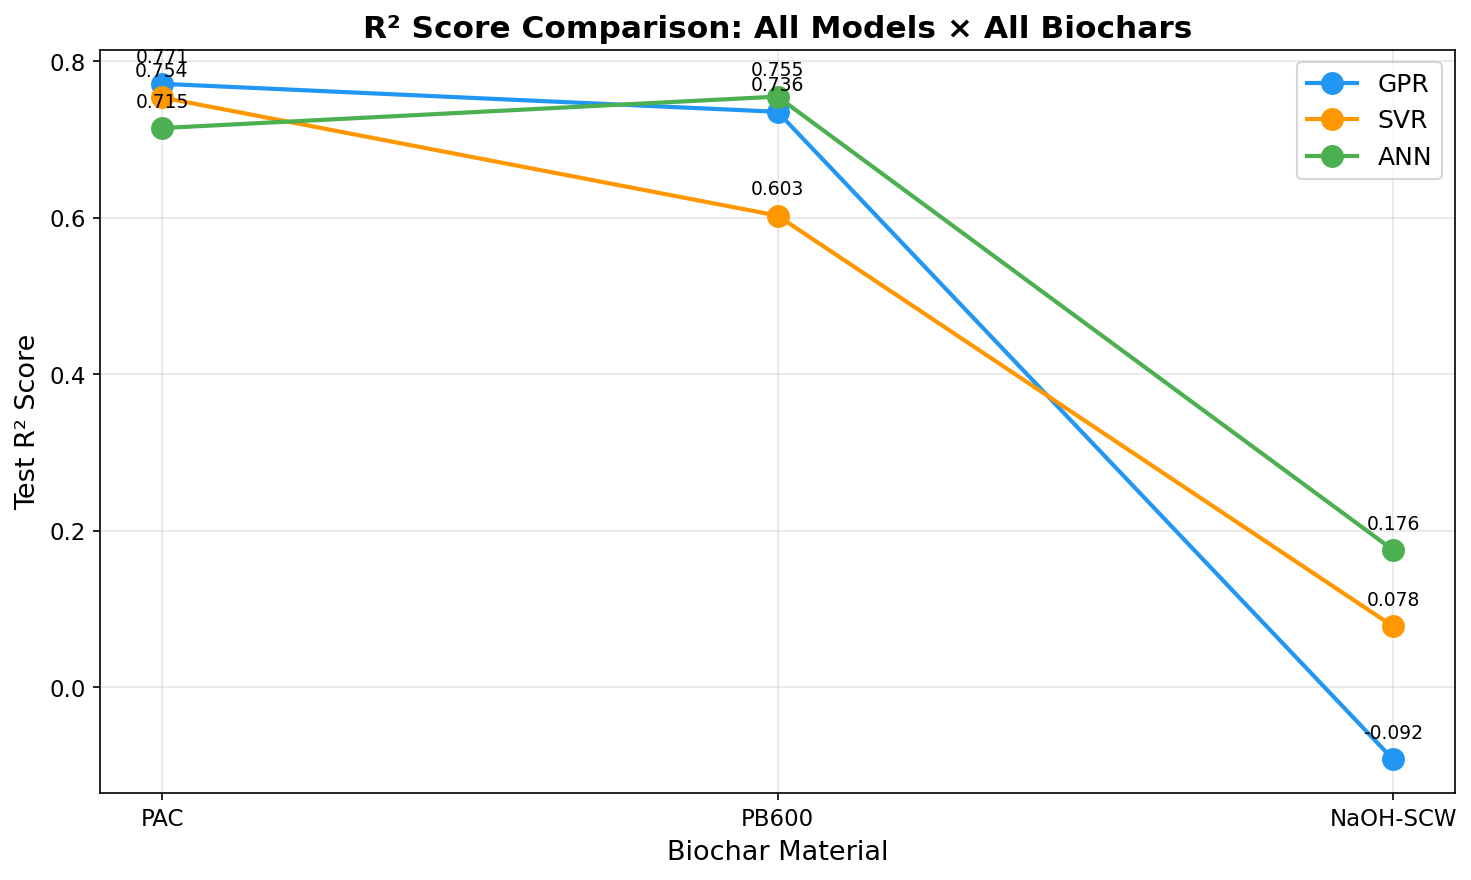 R² Score Comparison: All Models × All Biochars
0.8
0.6
0.4
0.2
0.0
Test R² Score
0.771
0.754
0.715
0.755
0.736
0.603
0.176
0.078
-0.092
GPR
SVR
ANN
PAC
PB600
NaOH-SCW
Biochar Material